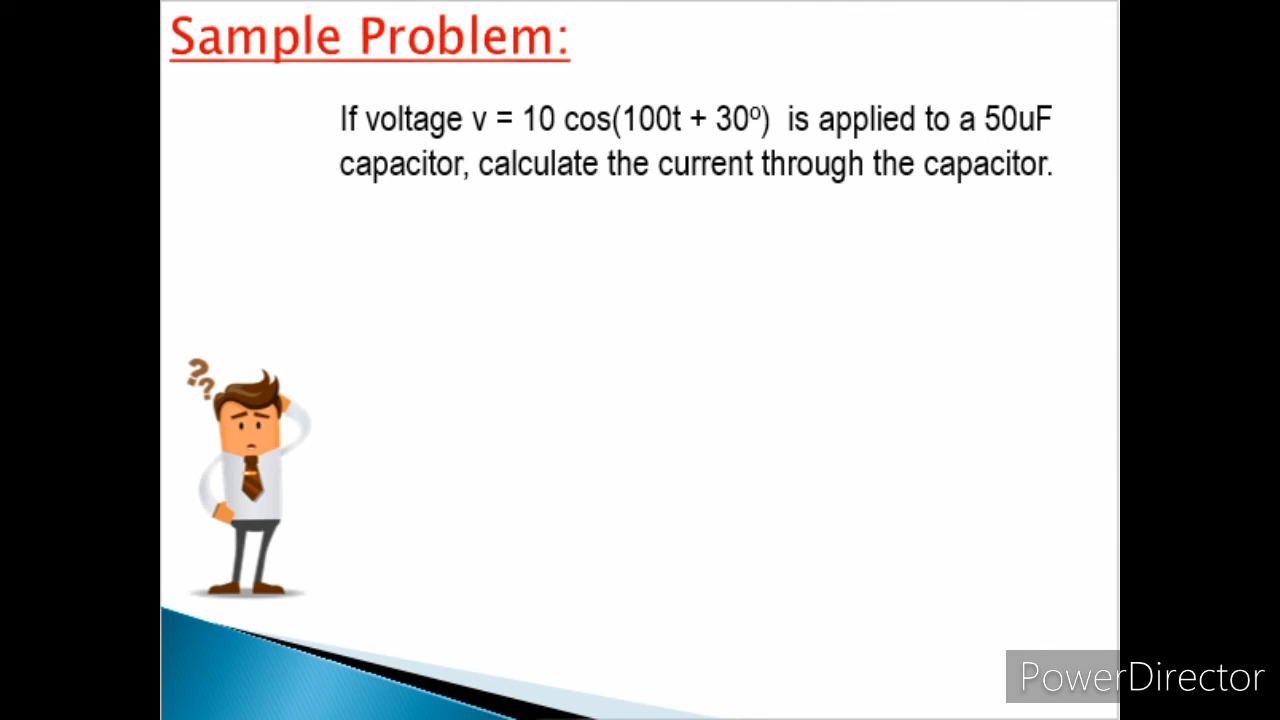 Sample Problem:
If voltage v = 10 cos(100t + 30º) is applied to a 50uF
capacitor, calculate the current through the capacitor.
??
PowerDirector